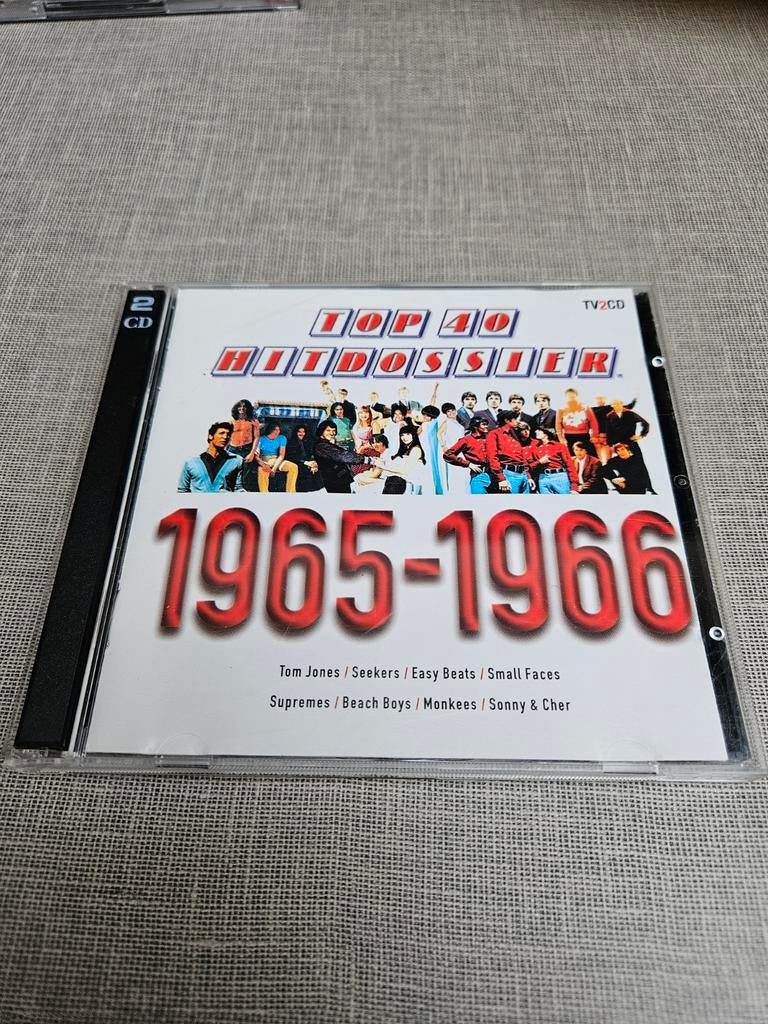 2
CD
TV2CD
TOP 40
HITDOSSIER
1965-1966
Tom Jones / Seekers / Easy Beats / Small Faces
Supremes / Beach Boys / Monkees / Sonny & Cher